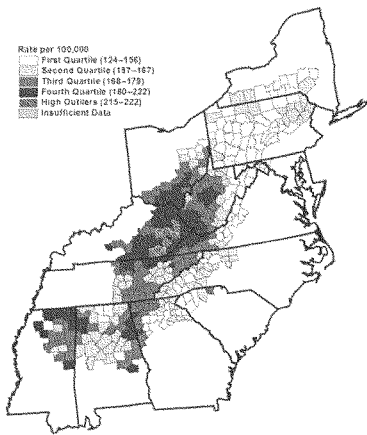 Rate per 100,000
First Quartile (124–156)
Second Quartile (157–167)
Third Quartile (168–179)
Fourth Quartile (180–222)
High Outliers (215–222)
Insufficient Data